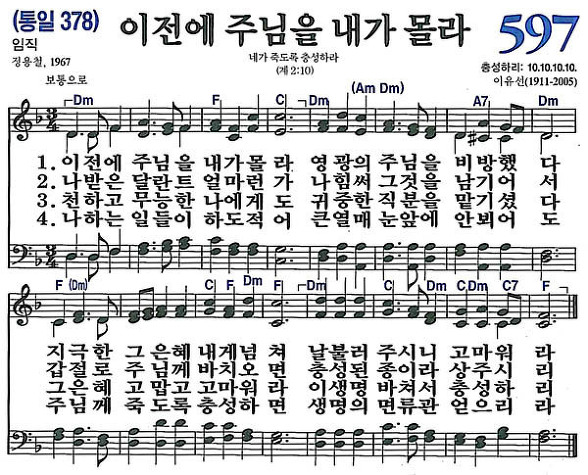 (통일 378) 이전에 주님을 내가 몰라 597
임직
네가 죽도록 충성하라
(계 2:10)
정용철, 1967
충성하리: 10.10.10.10.
보통으로
이유선(1911-2005)
Dm F C Dm (Am Dm) A7 Dm
1. 이전에 주님을 내가몰라 영광의 주님을 비방했다
2. 나받은 달란트 얼마런가 나힘써 그것을 남기어서
3. 천하고 무능한 나에게도 귀중한 직분을 맡기셨다
4. 나하는 일들이 하도적어 큰열매 눈앞에 안뵈어도
F (Dm) C F Dm F Dm C Dm C7 F
지극한 그은혜 내게넘쳐 날불러 주시니 고마워라
갑절로 주님께 바치오면 충성된 종이라 상주시리
그은혜 고맙고 고마워라 이생명 바쳐서 충성하리
주님께 죽도록 충성하면 생명의 면류관 얻으리라